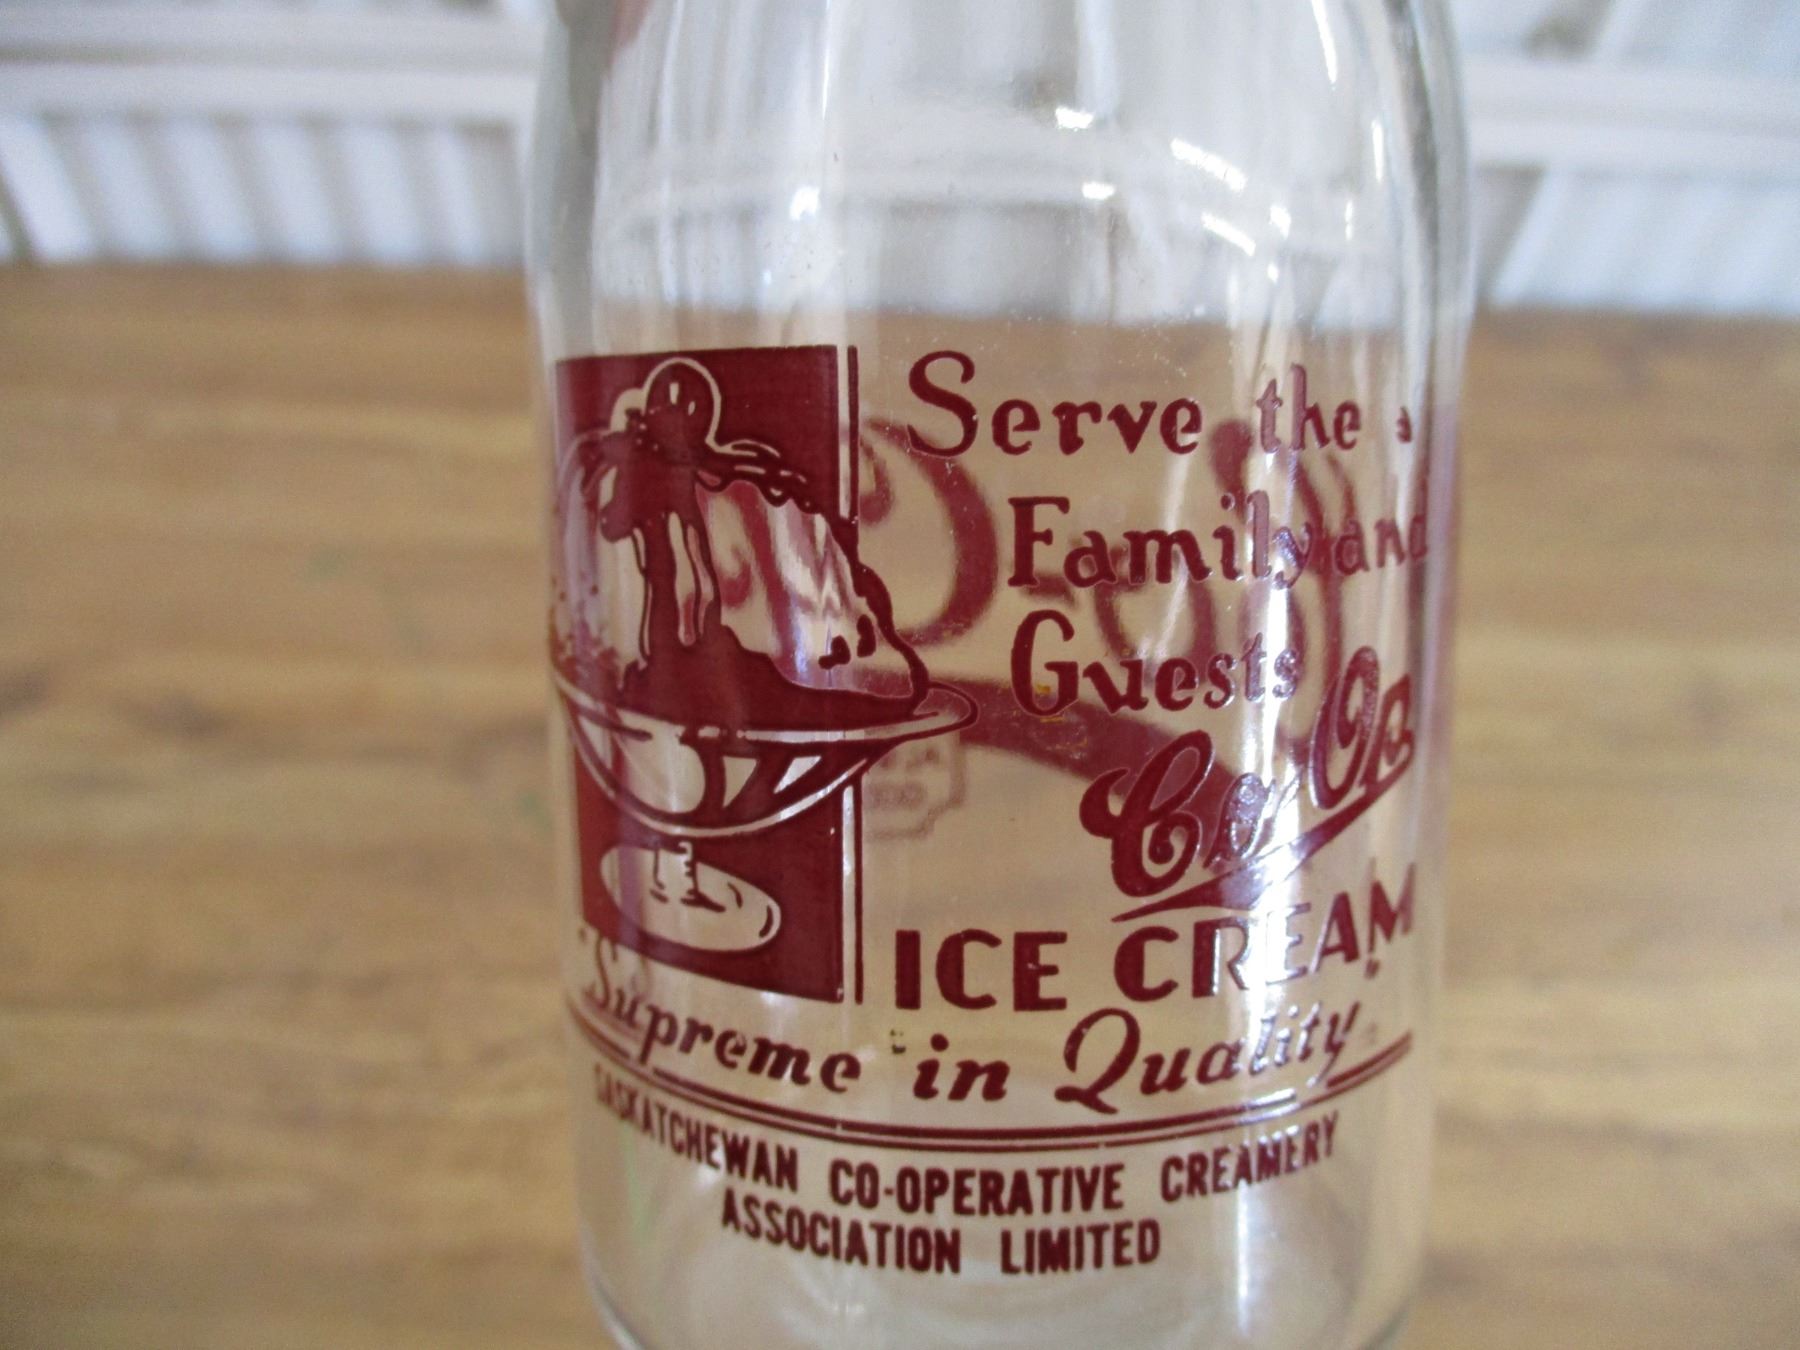 Serve the
Family and
Guests
Co-Op
ICE CREAM
"Supreme in Quality"
SASKATCHEWAN CO-OPERATIVE CREAMERY
ASSOCIATION LIMITED